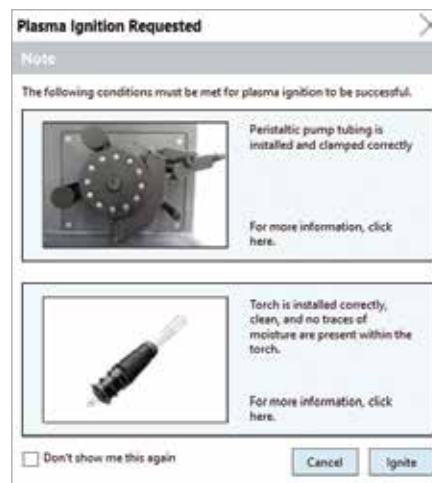 Plasma Ignition Requested
Note
The following conditions must be met for plasma ignition to be successful.
Peristaltic pump tubing is
installed and clamped correctly
For more information, click
here.
Torch is installed correctly,
clean, and no traces of
moisture are present within the
torch.
For more information, click
here.
Don't show me this again
Cancel
Ignite